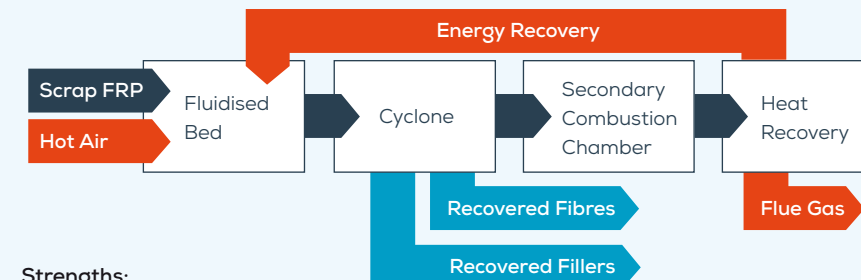 Energy Recovery
Scrap FRP
Hot Air
Fluidised
Bed
Cyclone
Secondary
Combustion
Chamber
Heat
Recovery
Recovered Fibres
Flue Gas
Recovered Fillers
Strengths: